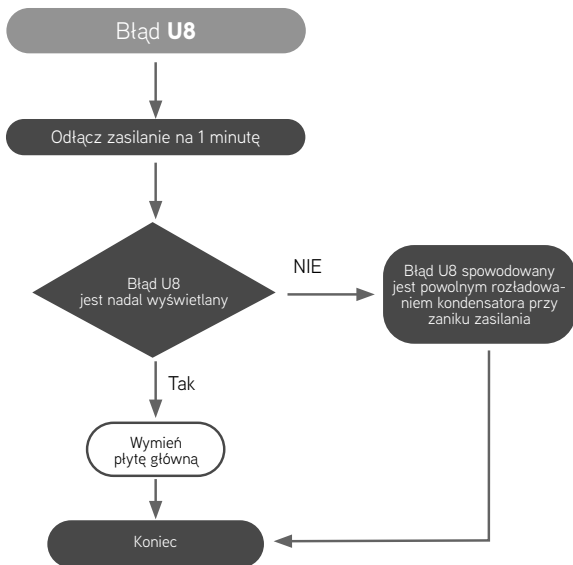 Błąd U8
Odłącz zasilanie na 1 minutę
Błąd U8
jest nadal wyświetlany
NIE
Błąd U8 spowodowany
jest powolnym rozładowa-
niem kondensatora przy
zaniku zasilania
Tak
Wymień
płytę główną
Koniec